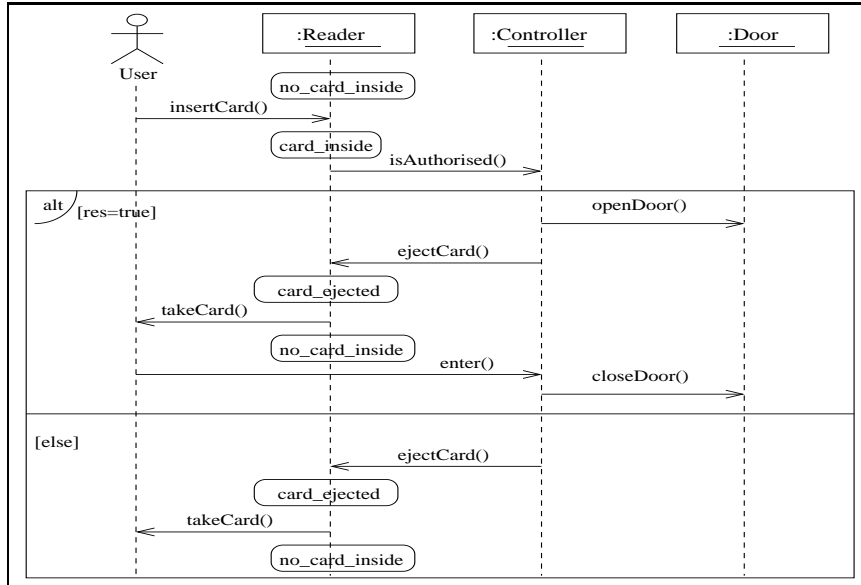 :Reader
:Controller
:Door
User
no_card_inside
insertCard()
card_inside
isAuthorised()
alt
[res=true]
openDoor()
ejectCard()
card_ejected
takeCard()
no_card_inside
enter()
closeDoor()
[else]
ejectCard()
card_ejected
takeCard()
no_card_inside